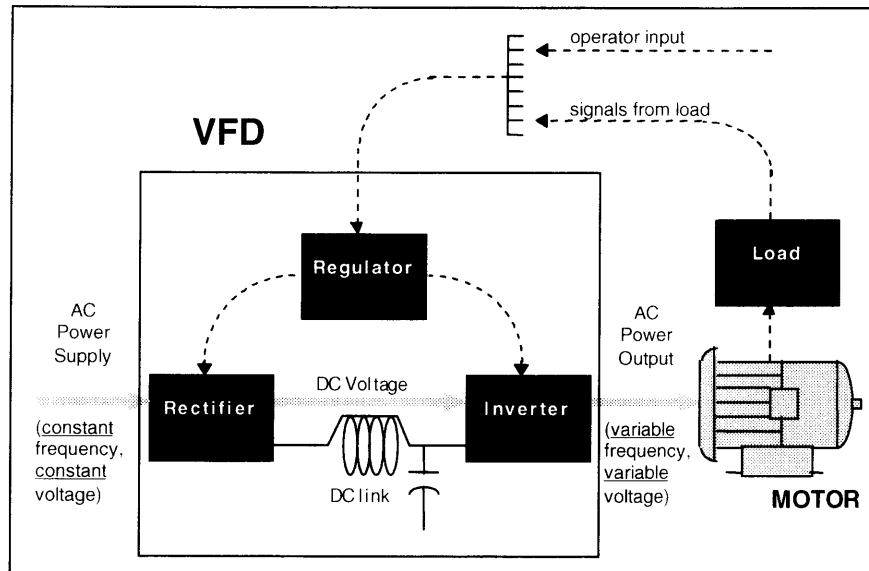 operator input
signals from load
VFD
Regulator
Load
AC
Power
Supply
AC
Power
Output
DC Voltage
Rectifier
Inverter
(constant
frequency,
constant
voltage)
DC link
(variable
frequency,
variable
voltage)
MOTOR